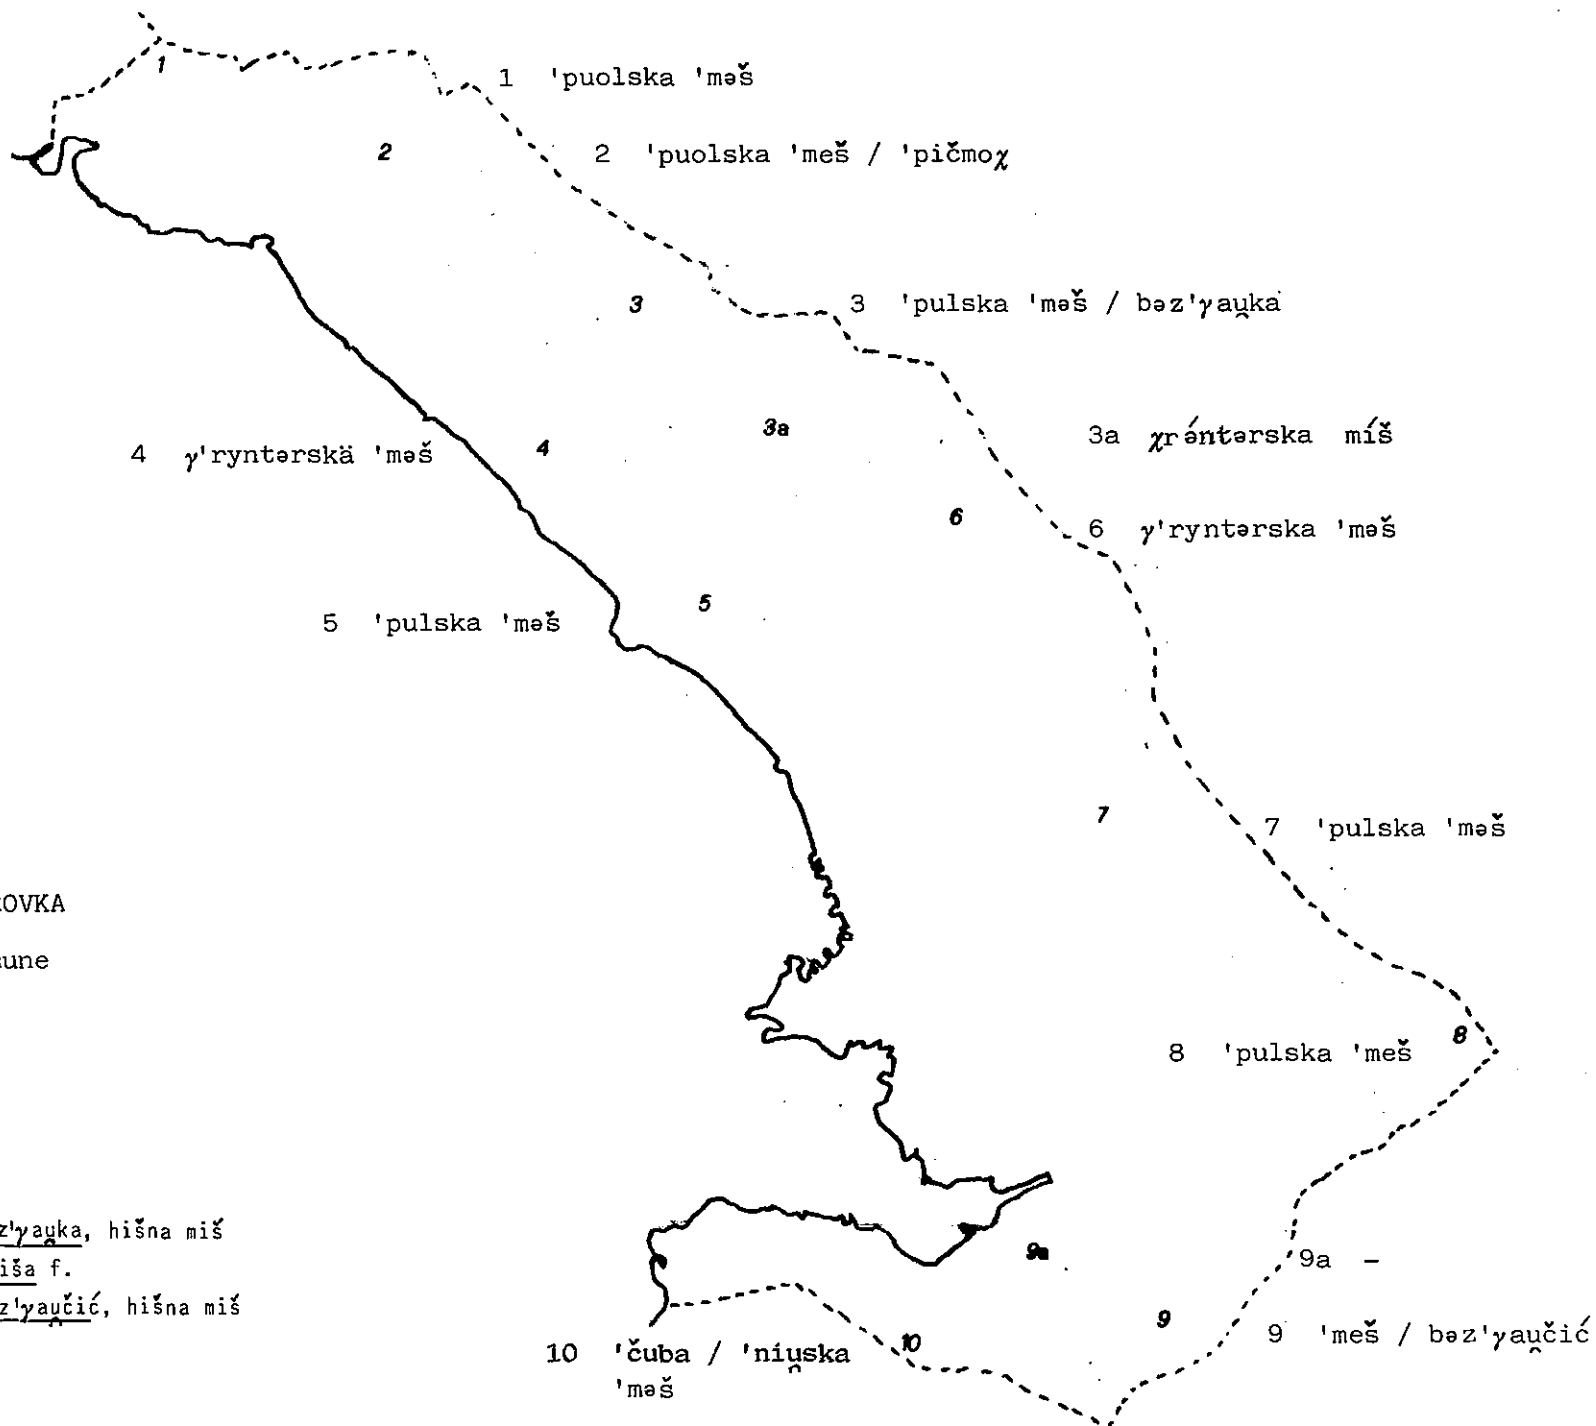 1
1 'puolska 'məš
2
2 'puolska 'meš / 'pičmoχ
3
3 'pulska 'məš / bəz'γau̯ka
3a
3a χrə́ntərska míš
4 γ'ryntərskä 'məš
4
6
6 γ'ryntərska 'məš
5
5 'pulska 'məš
7
7 'pulska 'məš
OVKA
une
8
8 'pulska 'meš
z'γau̯ka, hišna miš
iša f.
z'γau̯čić, hišna miš
9a
9a –
9
9 'meš / bəz'γau̯čić
10
10 'čuba / 'niu̯ska
'məš